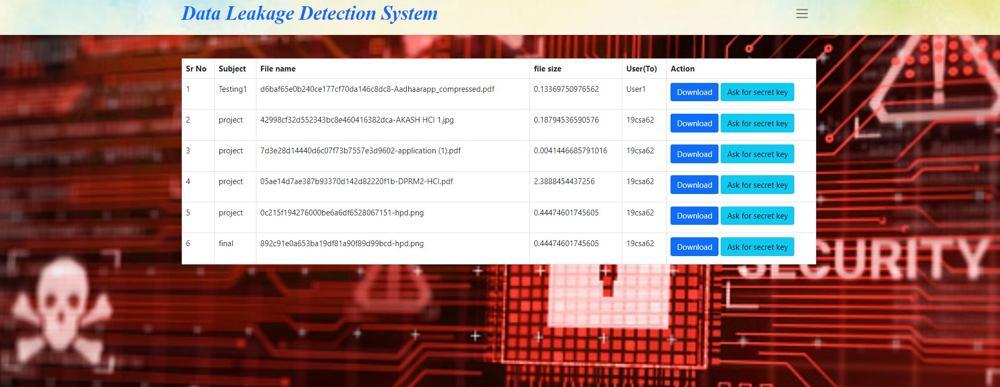 Data Leakage Detection System
Sr No Subject File name file size User(To) Action
1 Testing1 d6baf65e0b240ce177cf70da146c8dc8-Aadhaarapp_compressed.pdf 0.13369750976562 User1 Download Ask for secret key
2 project 42998cf32d552343bc8e460416382dca-AKASH HCI 1.jpg 0.18794536590576 19csa62 Download Ask for secret key
3 project 7d3e28d14440d6c07f73b7557e3d9602-application (1).pdf 0.0041446685791016 19csa62 Download Ask for secret key
4 project 05ae14d7ae387b93370d142d82220f1b-DPRM2-HCI.pdf 2.3888454437256 19csa62 Download Ask for secret key
5 project 0c215f194276000be6a6df6528067151-hpd.png 0.44474601745605 19csa62 Download Ask for secret key
6 final 892c91e0a653ba19df81a90f89d99bcd-hpd.png 0.44474601745605 19csa62 Download Ask for secret key
SECURITY